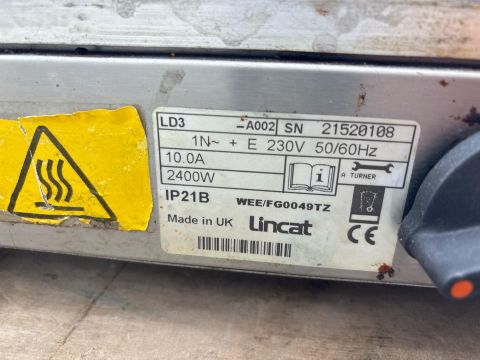 LD3 -A002 SN 21520108
1N~ + E 230V 50/60Hz
10.0A
2400W
A TURNER
IP21B WEE/FG0049TZ
Made in UK Lincat CE